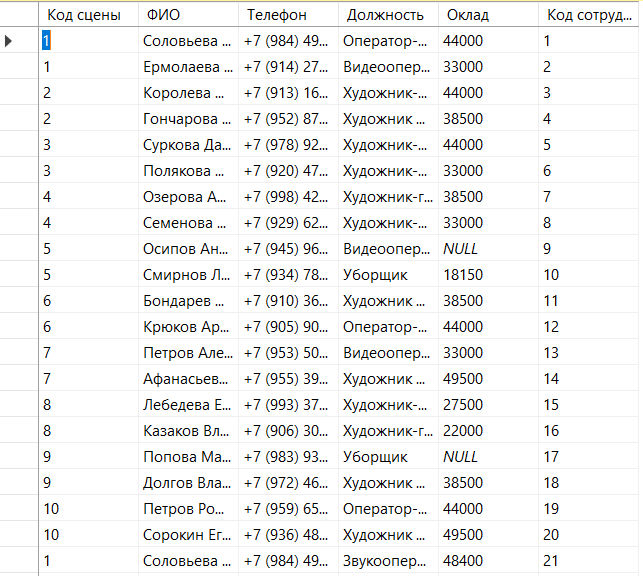 Код сцены ФИО Телефон Должность Оклад Код сотруд...
1 Соловьева ... +7 (984) 49... Оператор-... 44000 1
1 Ермолаева ... +7 (914) 27... Видеоопер... 33000 2
2 Королева ... +7 (913) 16... Художник-... 44000 3
2 Гончарова ... +7 (952) 87... Художник ... 38500 4
3 Суркова Да... +7 (978) 92... Художник-... 44000 5
3 Полякова ... +7 (920) 47... Художник-... 33000 6
4 Озерова А... +7 (998) 42... Художник-г... 38500 7
4 Семенова ... +7 (929) 62... Художник-... 33000 8
5 Осипов Ан... +7 (945) 96... Видеоопер... NULL 9
5 Смирнов Л... +7 (934) 78... Уборщик 18150 10
6 Бондарев ... +7 (910) 36... Художник ... 38500 11
6 Крюков Ар... +7 (905) 90... Оператор-... 44000 12
7 Петров Але... +7 (953) 50... Видеоопер... 33000 13
7 Афанасьев... +7 (955) 39... Художник ... 49500 14
8 Лебедева Е... +7 (993) 37... Художник-... 27500 15
8 Казаков Вл... +7 (906) 30... Художник-г... 22000 16
9 Попова Ма... +7 (983) 93... Уборщик NULL 17
9 Долгов Вла... +7 (972) 46... Художник ... 38500 18
10 Петров Ро... +7 (959) 65... Оператор-... 44000 19
10 Сорокин Ег... +7 (936) 48... Художник ... 49500 20
1 Соловьева ... +7 (984) 49... Звукоопер... 48400 21